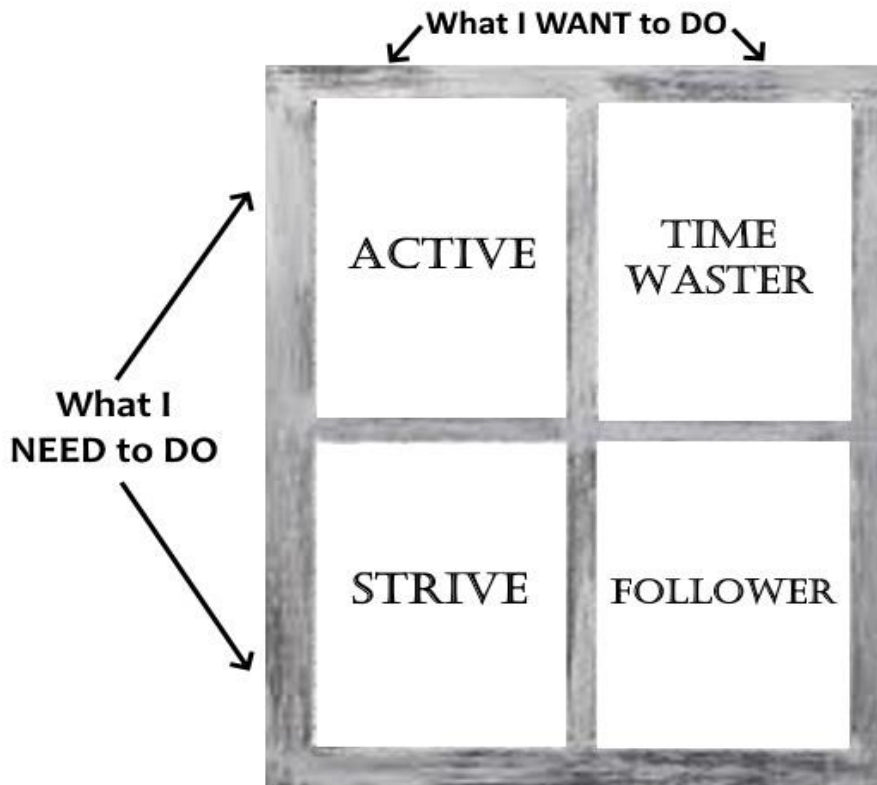 What I WANT to DO
ACTIVE
TIME
WASTER
What I
NEED to DO
STRIVE
FOLLOWER